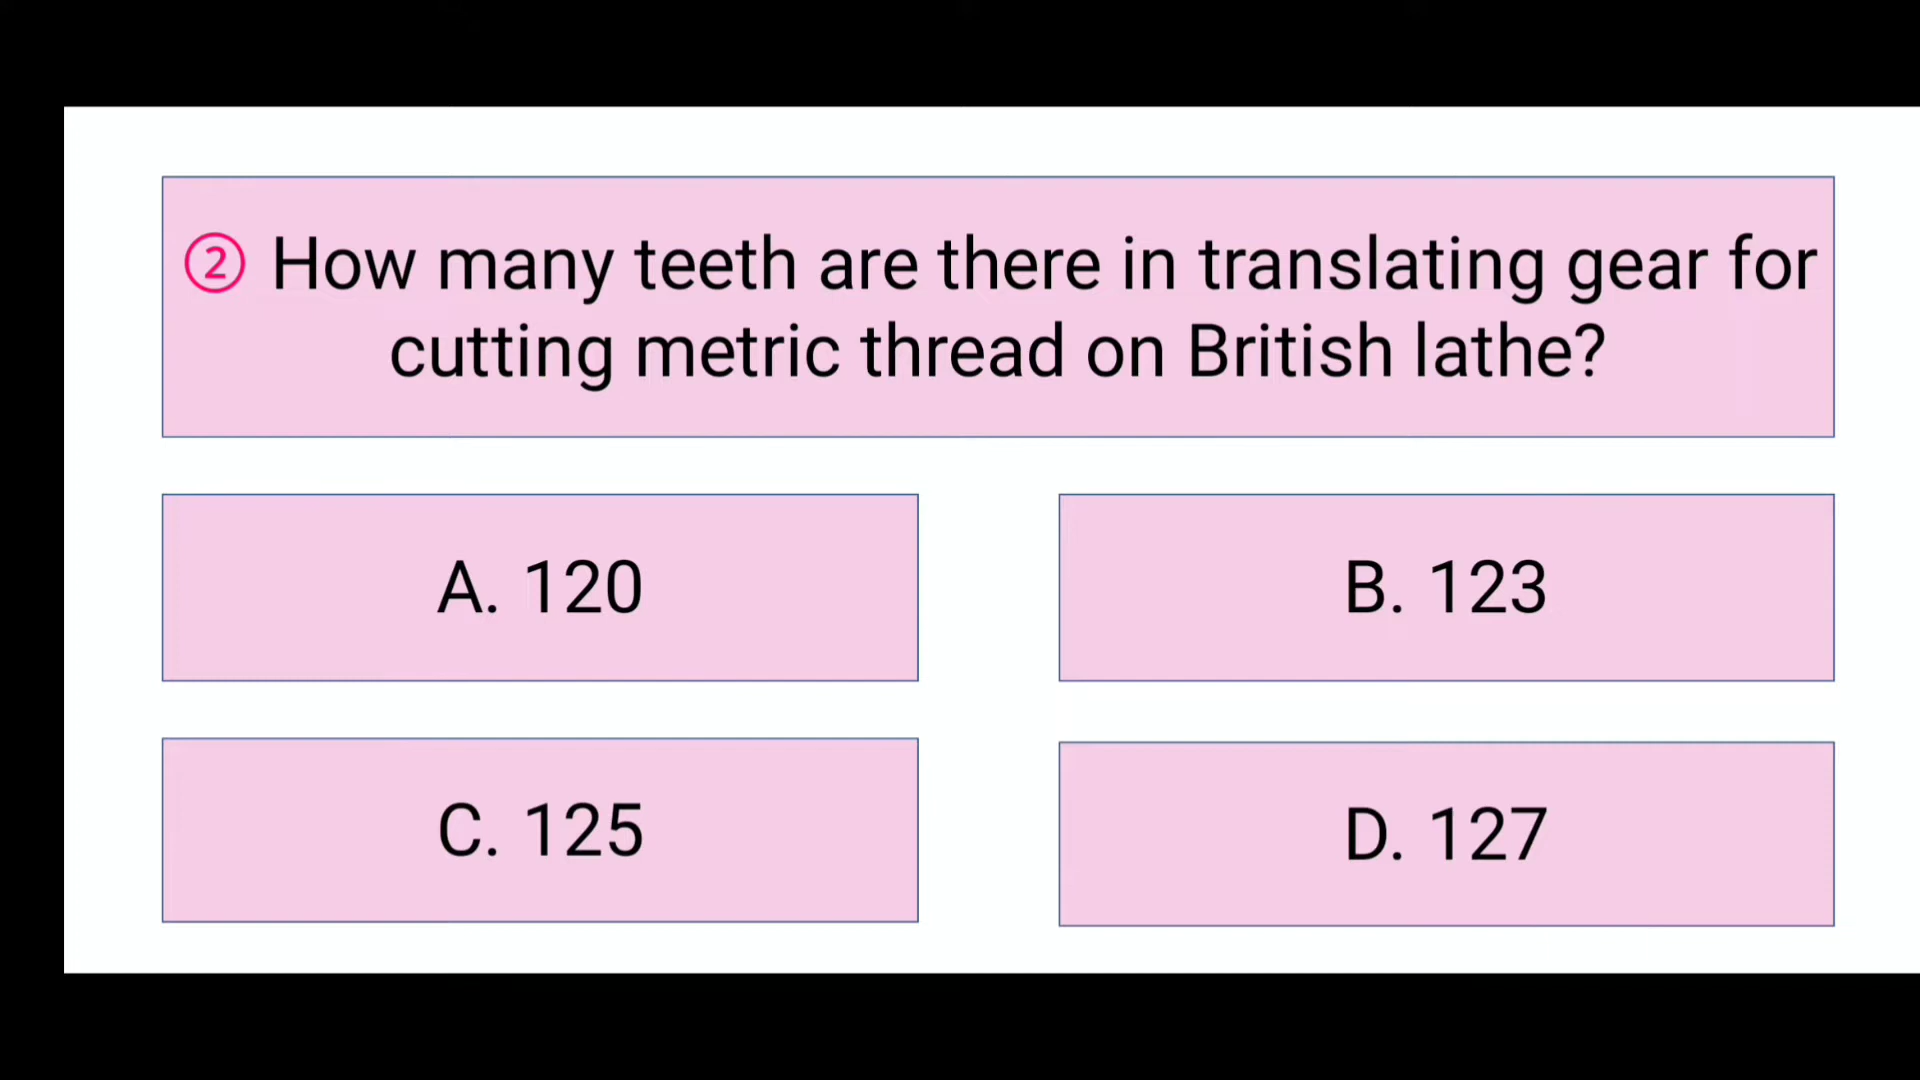 ② How many teeth are there in translating gear for
cutting metric thread on British lathe?
A. 120
B. 123
C. 125
D. 127